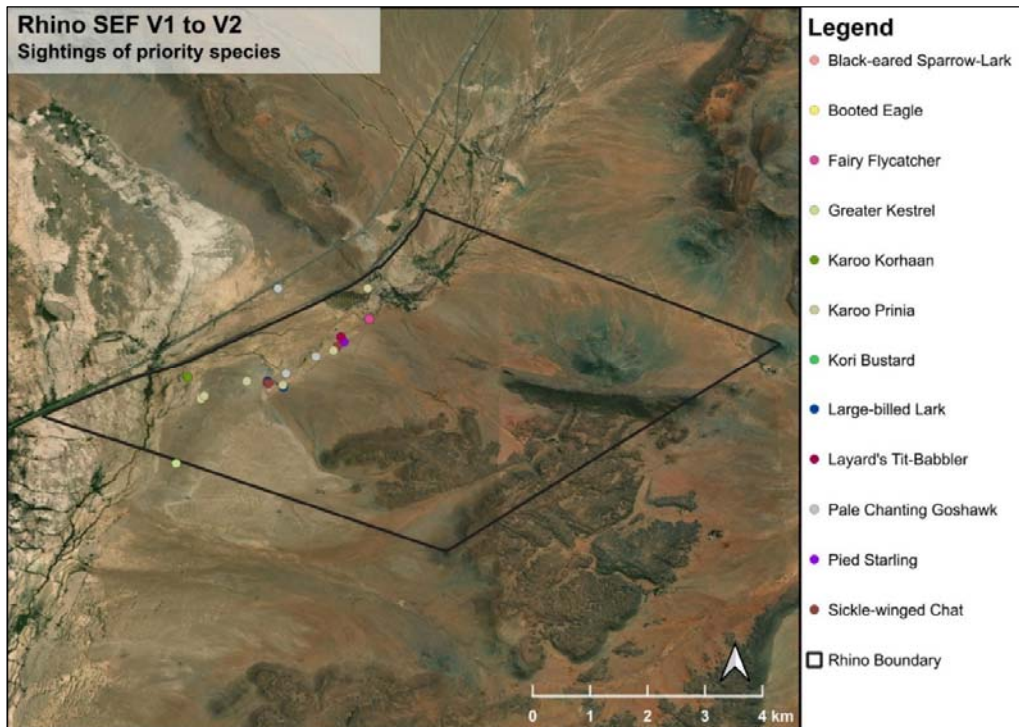 Rhino SEF V1 to V2
Sightings of priority species
Legend
Black-eared Sparrow-Lark
Booted Eagle
Fairy Flycatcher
Greater Kestrel
Karoo Korhaan
Karoo Prinia
Kori Bustard
Large-billed Lark
Layard's Tit-Babbler
Pale Chanting Goshawk
Pied Starling
Sickle-winged Chat
Rhino Boundary
0 1 2 3 4 km